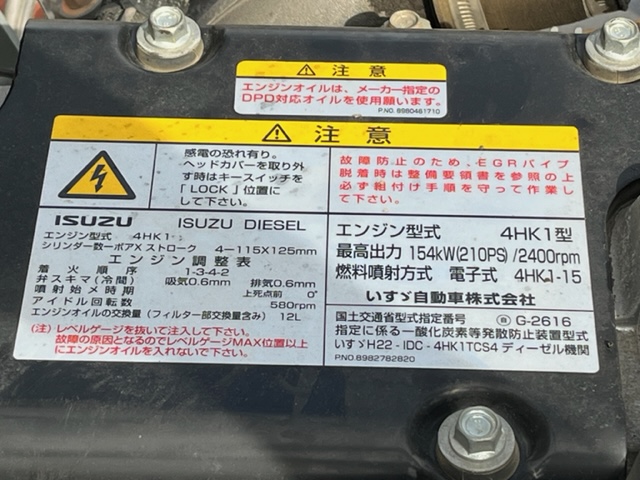 ⚠ 注意
エンジンオイルは、メーカー指定の
DPD対応オイルを使用願います。
P.NO. 8980481710
⚠ 注意
感電の恐れ有り。
ヘッドカバーを取り外
す時はキースイッチを
「LOCK」位置に
して下さい。
故障防止のため、EGRパイプ
脱着時は整備要領書を参照の上
必ず組付け手順を守って作業し
て下さい。
ISUZU ISUZU DIESEL
エンジン型式 4HK1
シリンダー数ーボアXストローク 4-115X125mm
エンジン調整表
着火順序 1-3-4-2
弁スキマ(冷間) 吸気0.6mm 排気0.6mm
噴射始メ時期 上死点前 0°
アイドル回転数 580rpm
エンジンオイルの交換量(フィルター部交換量含み) 12L
(注)レベルゲージを抜いて注入して下さい。
故障の原因となるのでレベルゲージMAX位置以上
にエンジンオイルを入れないで下さい。
エンジン型式 4HK1型
最高出力 154kW(210PS)/2400rpm
燃料噴射方式 電子式 4HK1-15
いすゞ自動車株式会社
国土交通省型式指定番号 ⓐ G-2616
指定に係る一酸化炭素等発散防止装置型式
いすゞH22-IDC-4HK1TCS4 ディーゼル機関
P.NO.8982782820